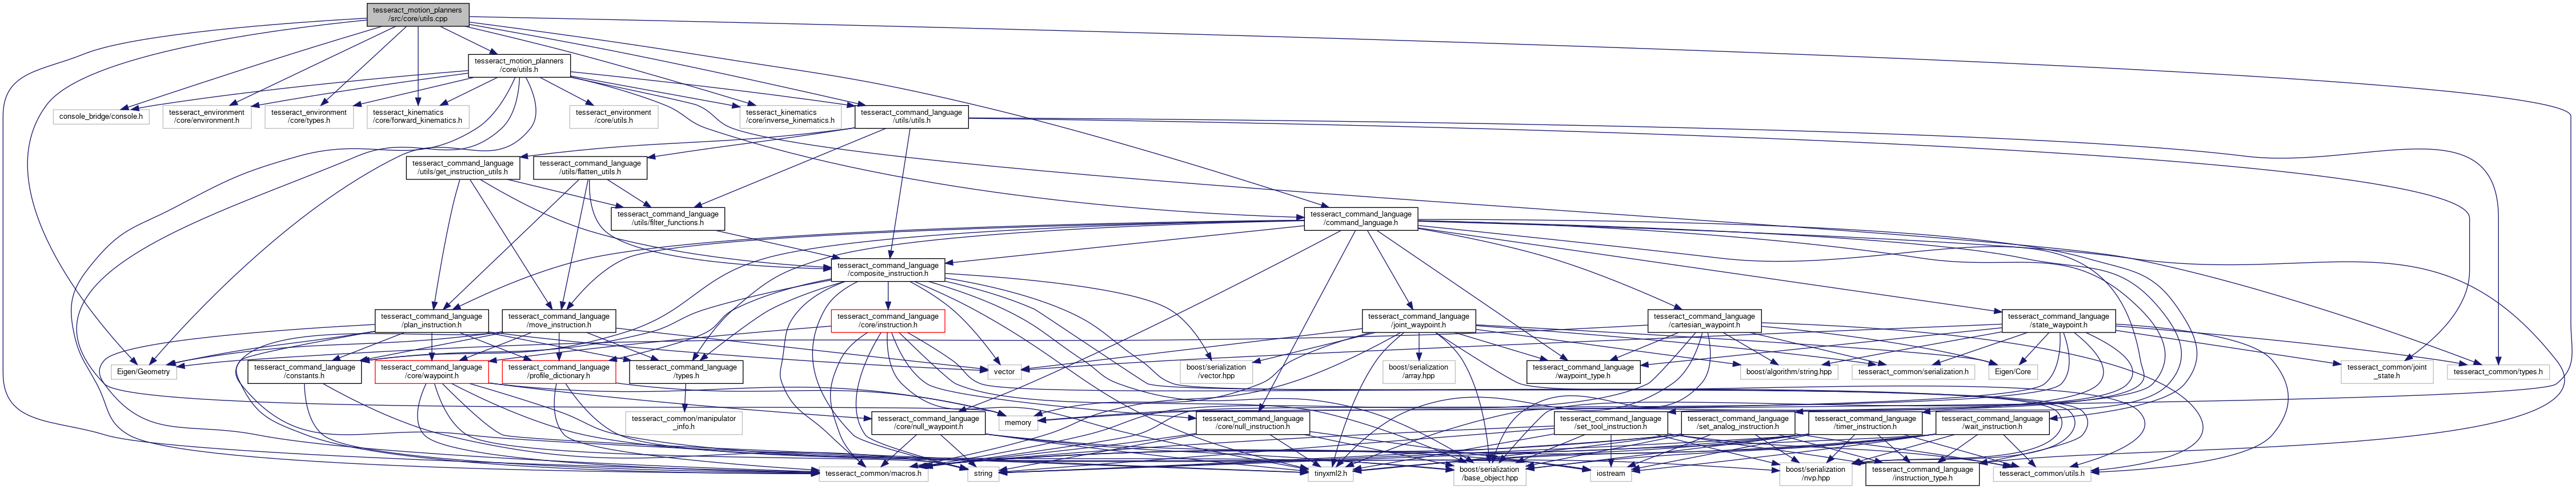 tesseract_motion_planners
/src/core/utils.cpp
tesseract_motion_planners
/core/utils.h
console_bridge/console.h
tesseract_environment
/core/environment.h
tesseract_environment
/core/types.h
tesseract_kinematics
/core/forward_kinematics.h
tesseract_environment
/core/utils.h
tesseract_kinematics
/core/inverse_kinematics.h
tesseract_command_language
/utils/utils.h
tesseract_command_language
/utils/get_instruction_utils.h
tesseract_command_language
/utils/flatten_utils.h
tesseract_command_language
/utils/filter_functions.h
tesseract_command_language
/command_language.h
tesseract_command_language
/composite_instruction.h
tesseract_command_language
/plan_instruction.h
tesseract_command_language
/move_instruction.h
tesseract_command_language
/core/instruction.h
tesseract_command_language
/joint_waypoint.h
tesseract_command_language
/cartesian_waypoint.h
tesseract_command_language
/state_waypoint.h
Eigen/Geometry
tesseract_command_language
/constants.h
tesseract_command_language
/core/waypoint.h
tesseract_command_language
/profile_dictionary.h
tesseract_command_language
/types.h
vector
boost/serialization
/vector.hpp
boost/serialization
/array.hpp
tesseract_command_language
/waypoint_type.h
boost/algorithm/string.hpp
tesseract_common/serialization.h
Eigen/Core
tesseract_common/joint
_state.h
tesseract_common/types.h
tesseract_common/manipulator
_info.h
tesseract_command_language
/core/null_waypoint.h
memory
tesseract_command_language
/core/null_instruction.h
tesseract_command_language
/set_tool_instruction.h
tesseract_command_language
/set_analog_instruction.h
tesseract_command_language
/timer_instruction.h
tesseract_command_language
/wait_instruction.h
tesseract_common/macros.h
string
tinyxml2.h
boost/serialization
/base_object.hpp
iostream
boost/serialization
/nvp.hpp
tesseract_command_language
/instruction_type.h
tesseract_common/utils.h